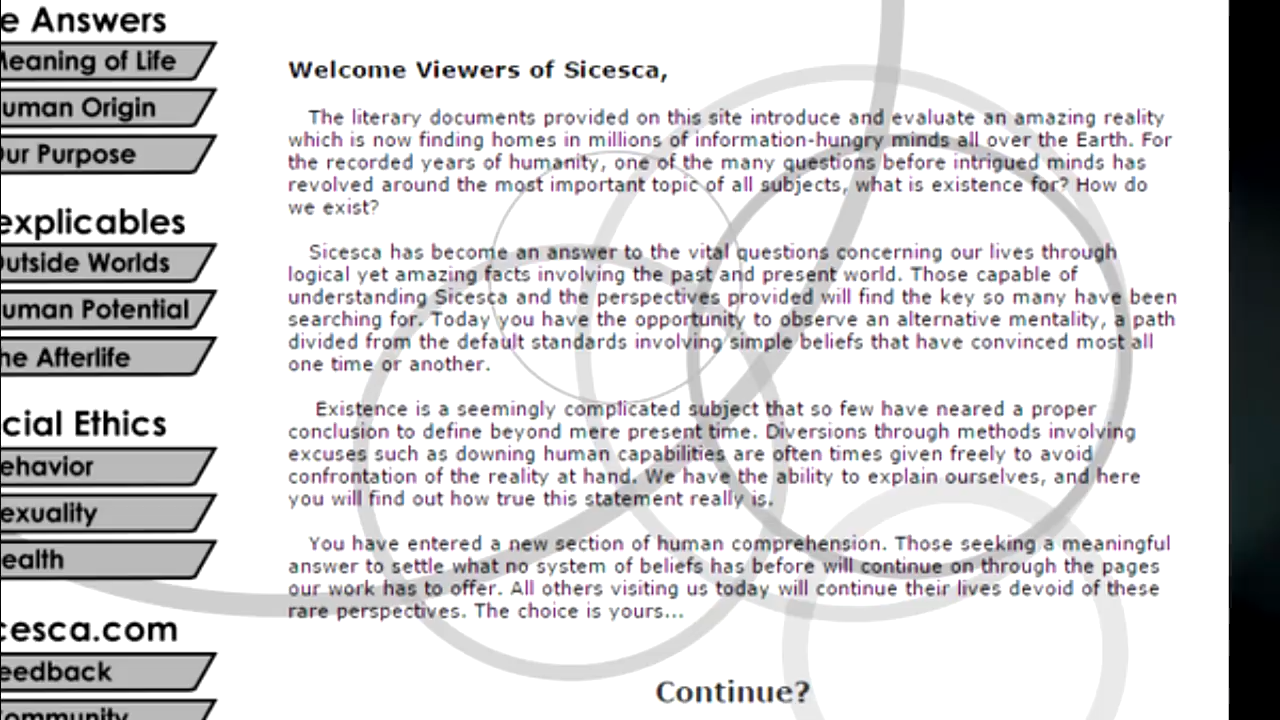 e Answers
Meaning of Life
uman Origin
Our Purpose
explicables
Outside Worlds
uman Potential
he Afterlife
cial Ethics
ehavior
exuality
ealth
cesca.com
eedback
ommunity
Welcome Viewers of Sicesca,
The literary documents provided on this site introduce and evaluate an amazing reality
which is now finding homes in millions of information-hungry minds all over the Earth. For
the recorded years of humanity, one of the many questions before intrigued minds has
revolved around the most important topic of all subjects, what is existence for? How do
we exist?
Sicesca has become an answer to the vital questions concerning our lives through
logical yet amazing facts involving the past and present world. Those capable of
understanding Sicesca and the perspectives provided will find the key so many have been
searching for. Today you have the opportunity to observe an alternative mentality, a path
divided from the default standards involving simple beliefs that have convinced most all
one time or another.
Existence is a seemingly complicated subject that so few have neared a proper
conclusion to define beyond mere present time. Diversions through methods involving
excuses such as downing human capabilities are often times given freely to avoid
confrontation of the reality at hand. We have the ability to explain ourselves, and here
you will find out how true this statement really is.
You have entered a new section of human comprehension. Those seeking a meaningful
answer to settle what no system of beliefs has before will continue on through the pages
our work has to offer. All others visiting us today will continue their lives devoid of these
rare perspectives. The choice is yours...
Continue?